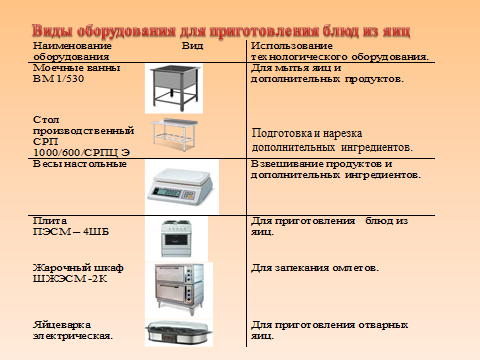 Виды оборудования для приготовления блюд из яиц
Наименование оборудования
Вид
Использование технологического оборудования.
Моечные ванны
ВМ 1/530
Для мытья яиц и
дополнительных продуктов.
Стол
производственный
СРП
1000/600/СРПЦ Э
Подготовка и нарезка
дополнительных ингредиентов.
Весы настольные
Взвешивание продуктов и
дополнительных ингредиентов.
Плита
ПЭСМ – 4ШБ
Для приготовления блюд из
яиц.
Жарочный шкаф
ШЖЭСМ -2К
Для запекания омлетов.
Яйцеварка
электрическая.
Для приготовления отварных
яиц.